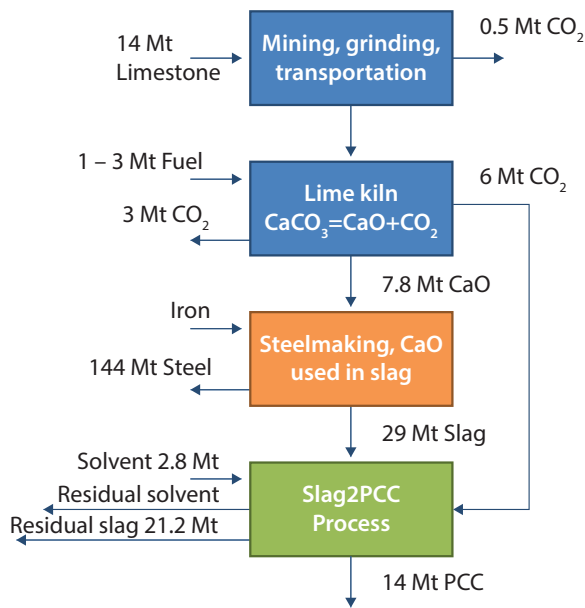 14 Mt
Limestone
Mining, grinding,
transportation
0.5 Mt CO₂
1 – 3 Mt Fuel
3 Mt CO₂
Lime kiln
CaCO₃=CaO+CO₂
6 Mt CO₂
7.8 Mt CaO
Iron
144 Mt Steel
Steelmaking, CaO
used in slag
29 Mt Slag
Solvent 2.8 Mt
Residual solvent
Residual slag 21.2 Mt
Slag2PCC
Process
14 Mt PCC